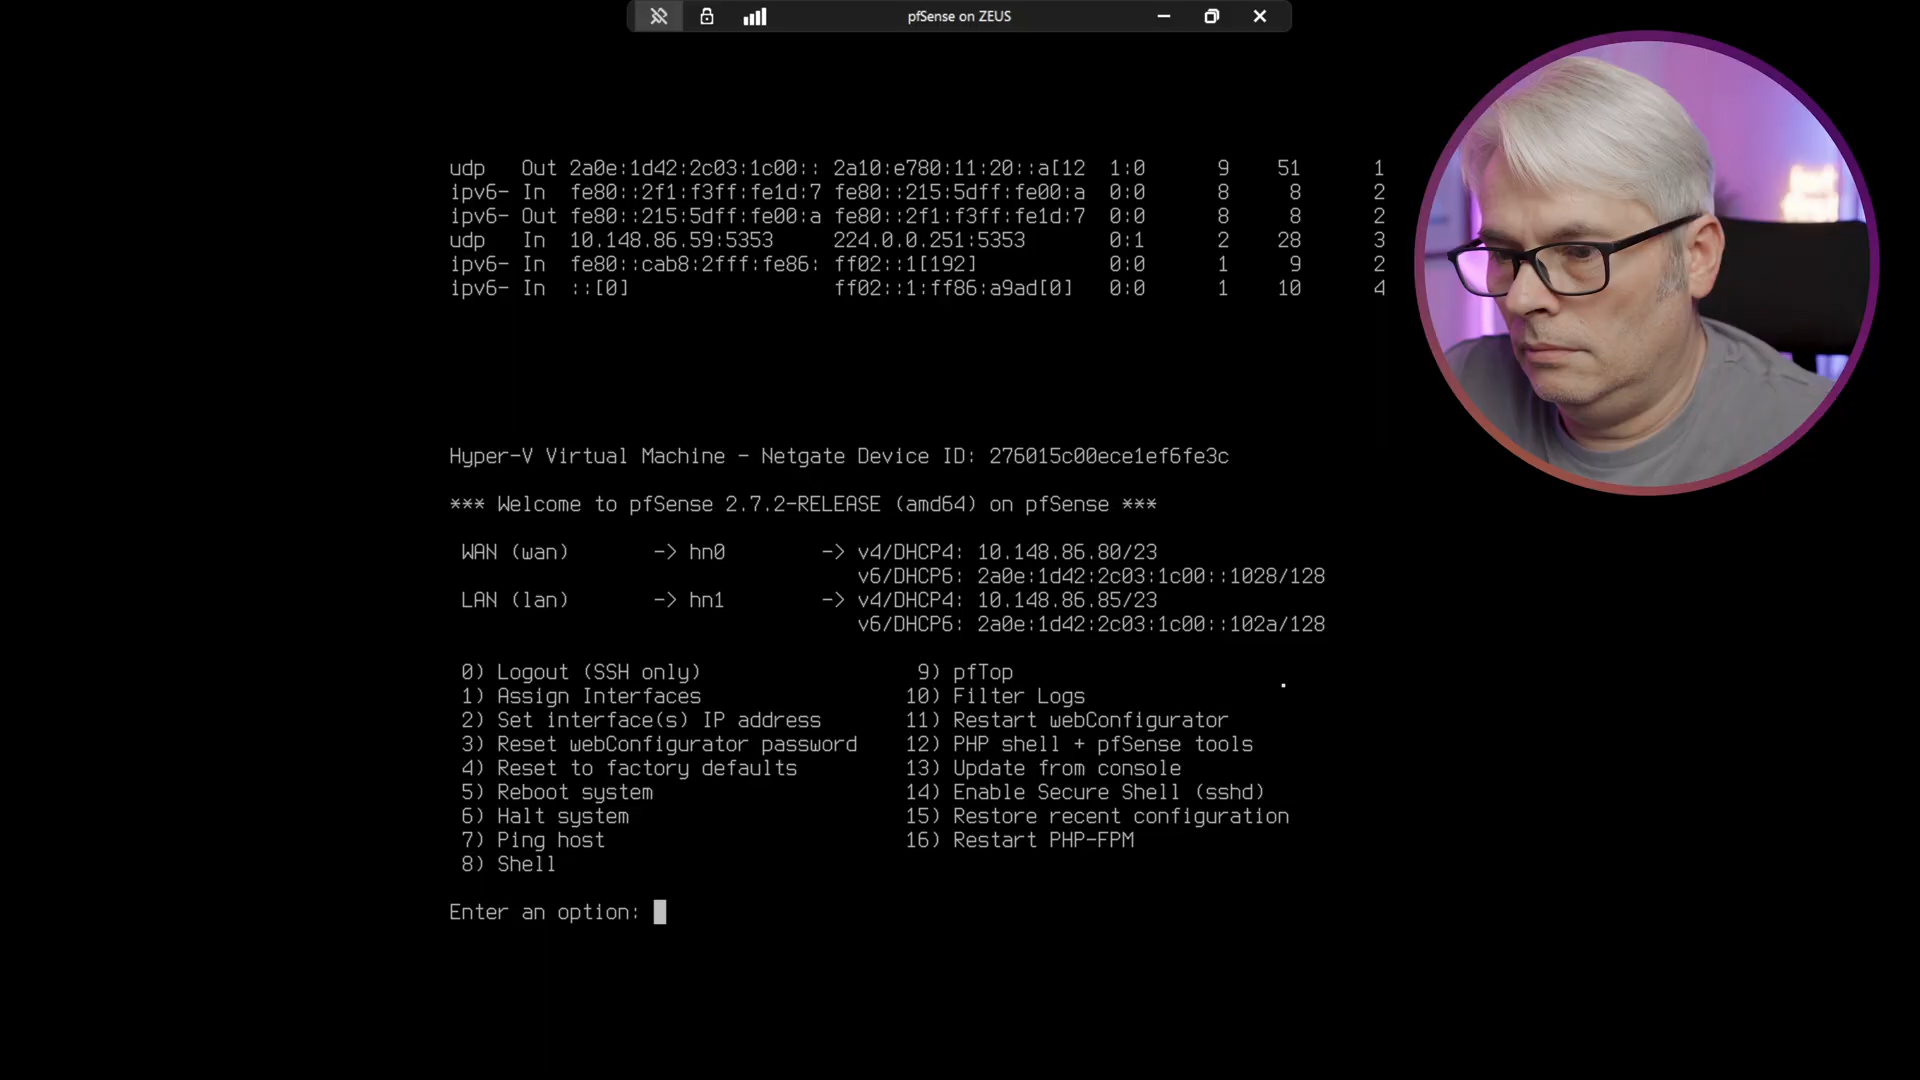 pfSense on ZEUS
udp Out 2a0e:1d42:2c03:1c00:: 2a10:e780:11:20::a[12 1:0 9 51 1
ipv6- In fe80::2f1:f3ff:fe1d:7 fe80::215:5dff:fe00:a 0:0 8 8 2
ipv6- Out fe80::215:5dff:fe00:a fe80::2f1:f3ff:fe1d:7 0:0 8 8 2
udp In 10.148.86.59:5353 224.0.0.251:5353 0:1 2 28 3
ipv6- In fe80::cab8:2fff:fe86: ff02::1[192] 0:0 1 9 2
ipv6- In ::[0] ff02::1:ff86:a9ad[0] 0:0 1 10 4
Hyper-V Virtual Machine - Netgate Device ID: 276015c00ece1ef6fe3c
*** Welcome to pfSense 2.7.2-RELEASE (amd64) on pfSense ***
WAN (wan) -> hn0 -> v4/DHCP4: 10.148.86.80/23
v6/DHCP6: 2a0e:1d42:2c03:1c00::1028/128
LAN (lan) -> hn1 -> v4/DHCP4: 10.148.86.85/23
v6/DHCP6: 2a0e:1d42:2c03:1c00::102a/128
0) Logout (SSH only) 9) pfTop
1) Assign Interfaces 10) Filter Logs
2) Set interface(s) IP address 11) Restart webConfigurator
3) Reset webConfigurator password 12) PHP shell + pfSense tools
4) Reset to factory defaults 13) Update from console
5) Reboot system 14) Enable Secure Shell (sshd)
6) Halt system 15) Restore recent configuration
7) Ping host 16) Restart PHP-FPM
8) Shell
Enter an option: